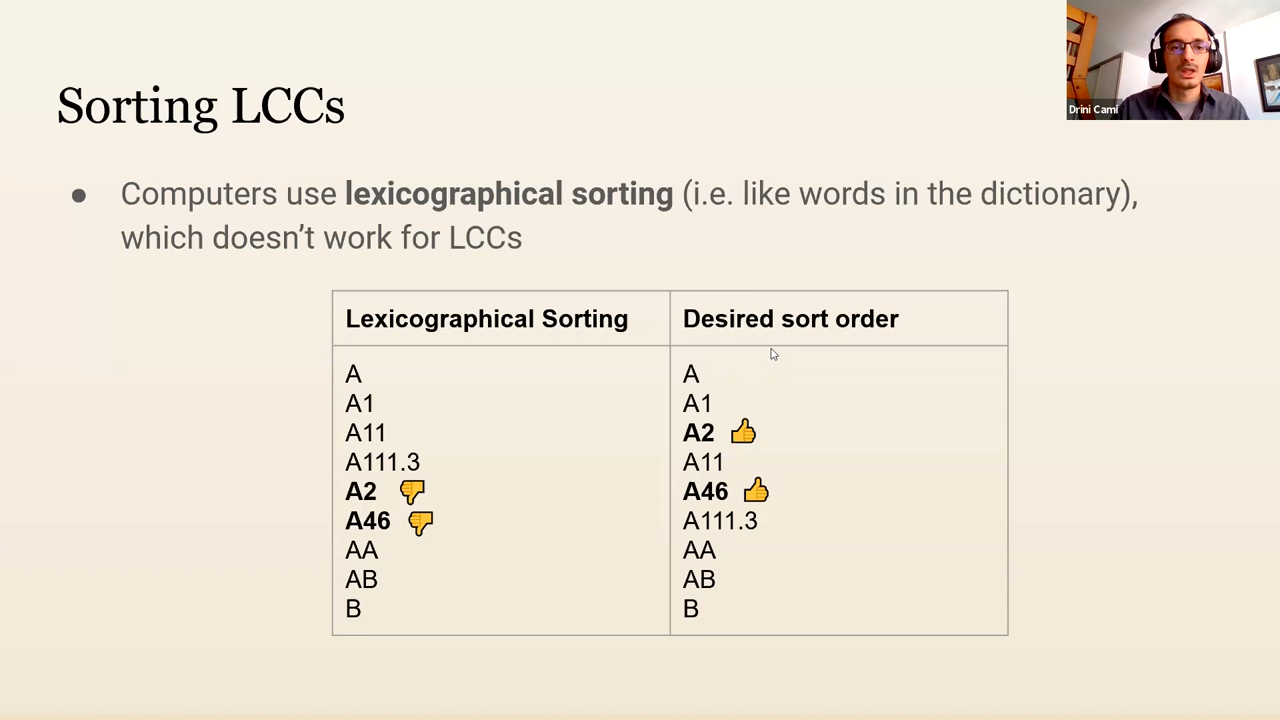 Sorting LCCs
Drini Cami
● Computers use lexicographical sorting (i.e. like words in the dictionary),
which doesn’t work for LCCs
Lexicographical Sorting
A
A1
A11
A111.3
A2
A46
AA
AB
B
Desired sort order
A
A1
A2
A11
A46
A111.3
AA
AB
B